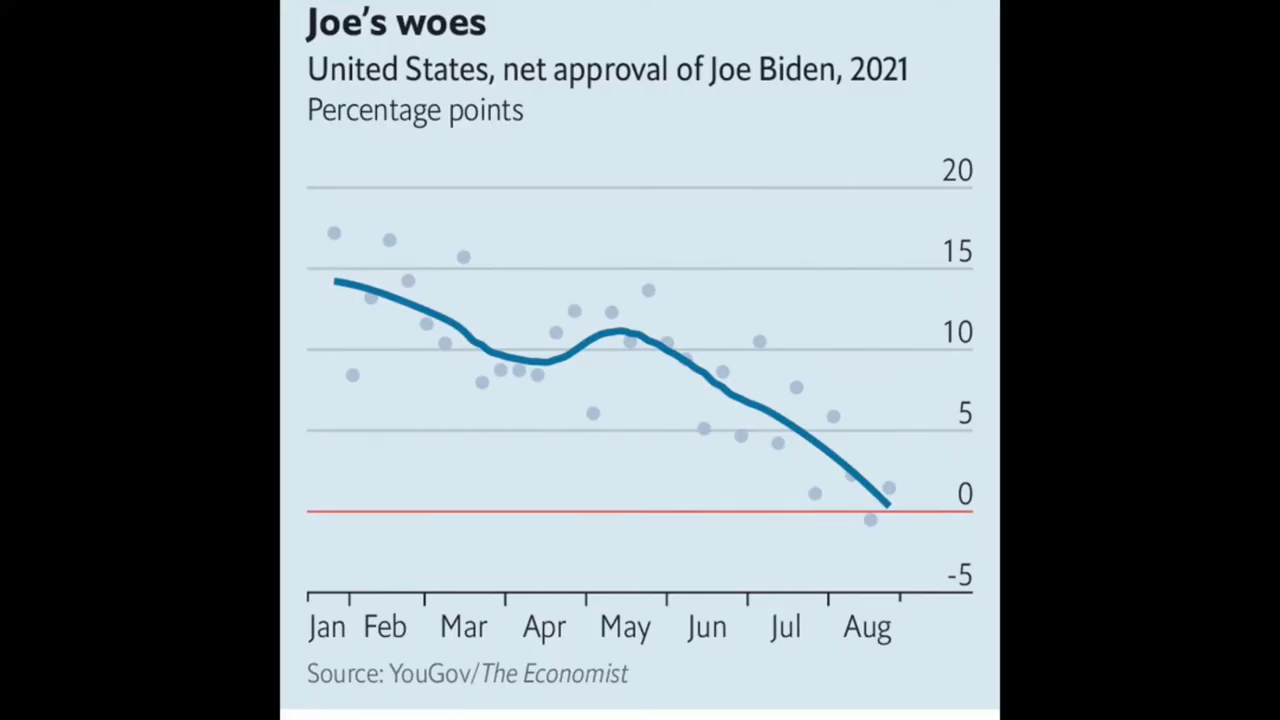 Joe's woes
United States, net approval of Joe Biden, 2021
Percentage points
20
15
10
5
0
-5
Jan Feb Mar Apr May Jun Jul Aug
Source: YouGov/The Economist